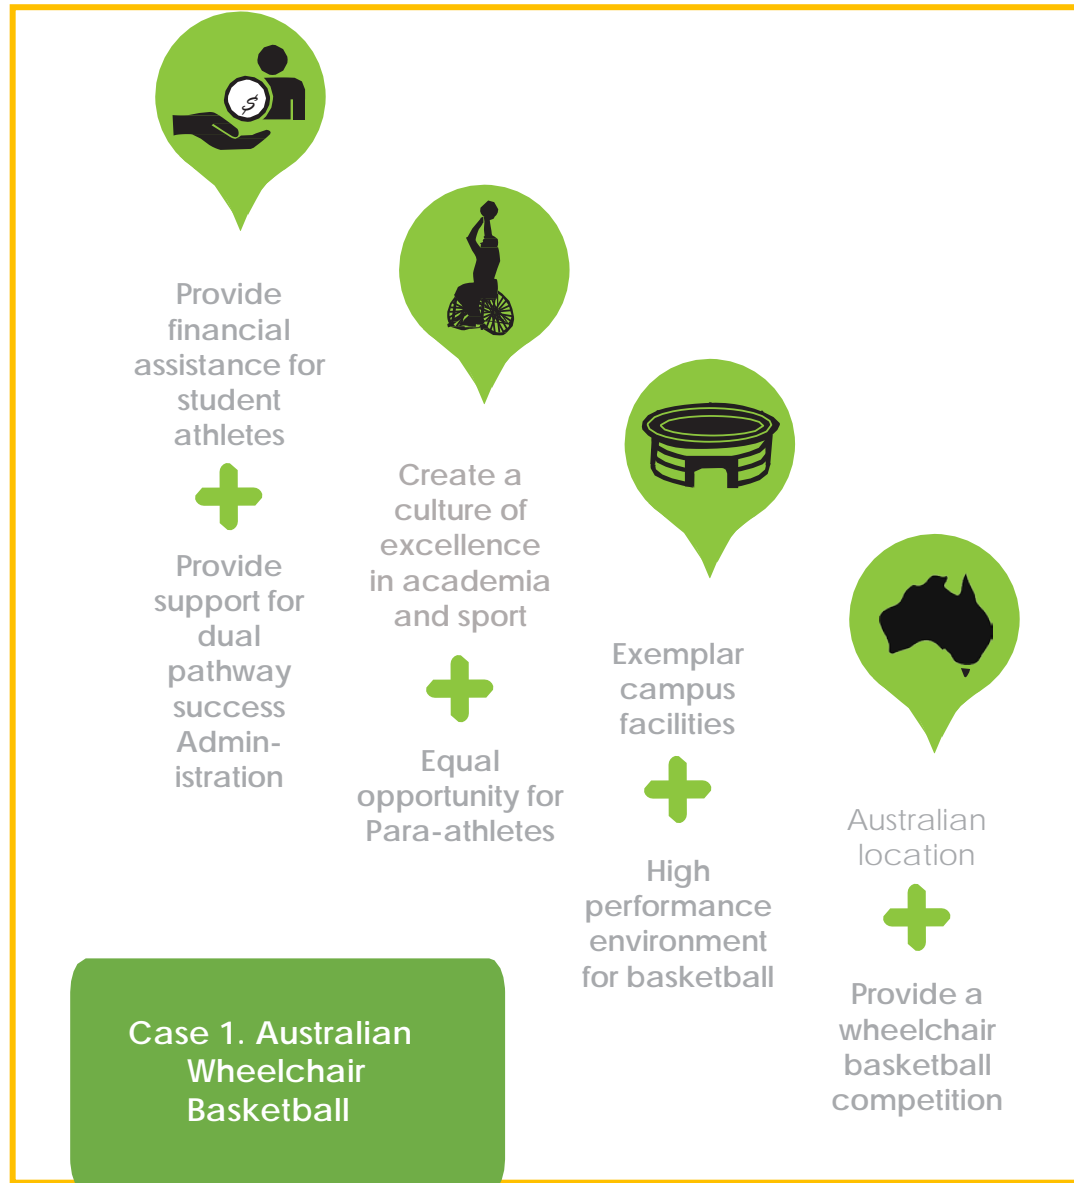 $
Provide
financial
assistance for
student
athletes
Provide
support for
dual
pathway
success
Admin-
istration
Create a
culture of
excellence
in academia
and sport
Equal
opportunity for
Para-athletes
Exemplar
campus
facilities
High
performance
environment
for basketball
Australian
location
Provide a
wheelchair
basketball
competition
Case 1. Australian
Wheelchair
Basketball